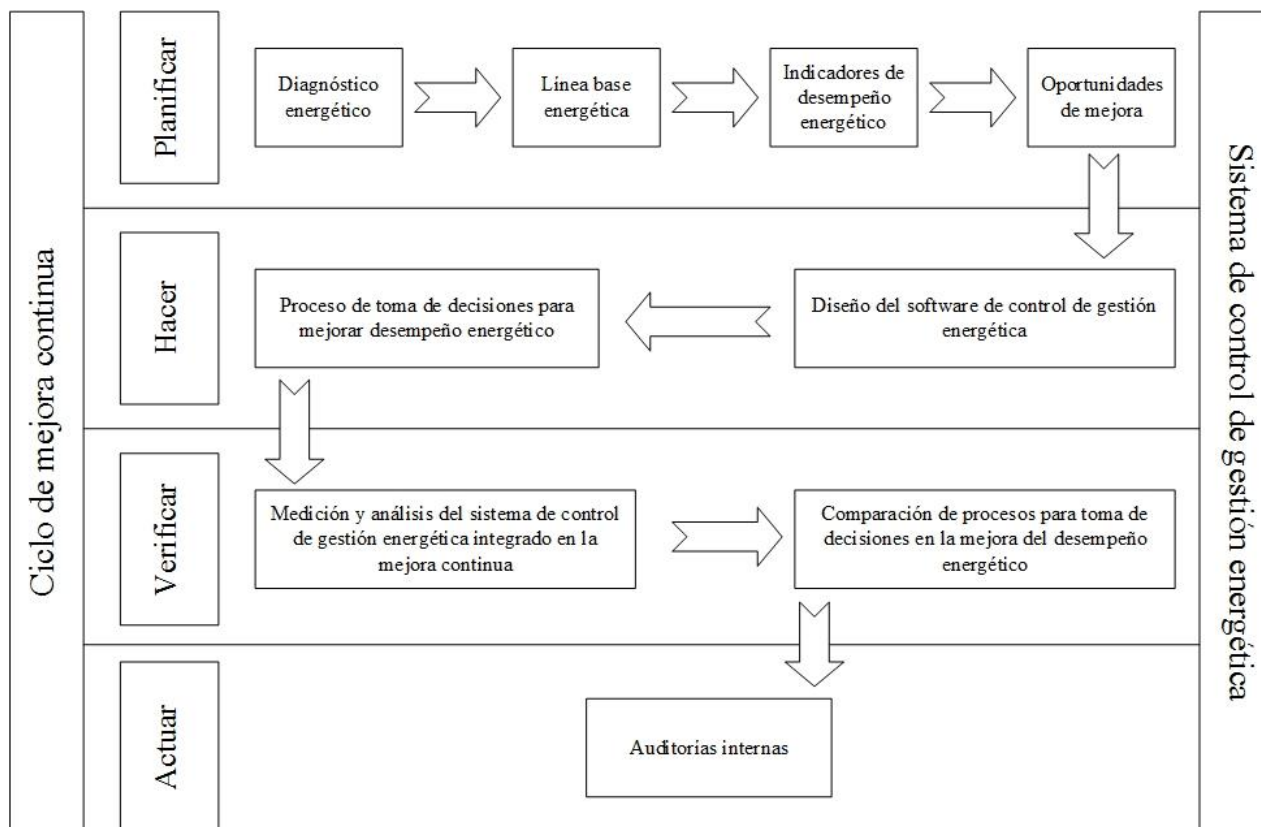 Ciclo de mejora continua
Planificar
Diagnóstico
energético
Línea base
energética
Indicadores de
desempeño
energético
Oportunidades
de mejora
Hacer
Diseño del software de control de gestión
energética
Proceso de toma de decisiones para
mejorar desempeño energético
Verificar
Medición y análisis del sistema de control
de gestión energética integrado en la
mejora continua
Comparación de procesos para toma de
decisiones en la mejora del desempeño
energético
Actuar
Auditorías internas
Sistema de control de gestión energética